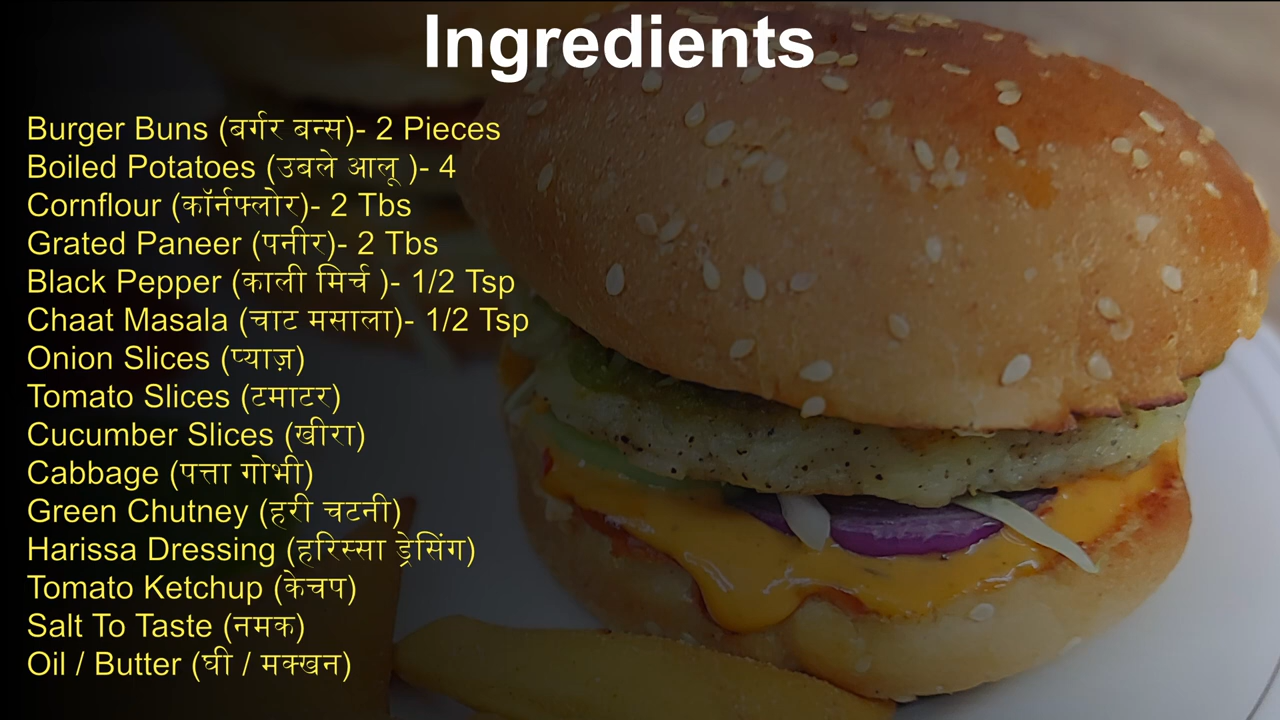 Ingredients
Burger Buns (बर्गर बन्स)- 2 Pieces
Boiled Potatoes (उबले आलू )- 4
Cornflour (कॉर्नफ्लोर)- 2 Tbs
Grated Paneer (पनीर)- 2 Tbs
Black Pepper (काली मिर्च )- 1/2 Tsp
Chaat Masala (चाट मसाला)- 1/2 Tsp
Onion Slices (प्याज़)
Tomato Slices (टमाटर)
Cucumber Slices (खीरा)
Cabbage (पत्ता गोभी)
Green Chutney (हरी चटनी)
Harissa Dressing (हरिस्सा ड्रेसिंग)
Tomato Ketchup (केचप)
Salt To Taste (नमक)
Oil / Butter (घी / मक्खन)